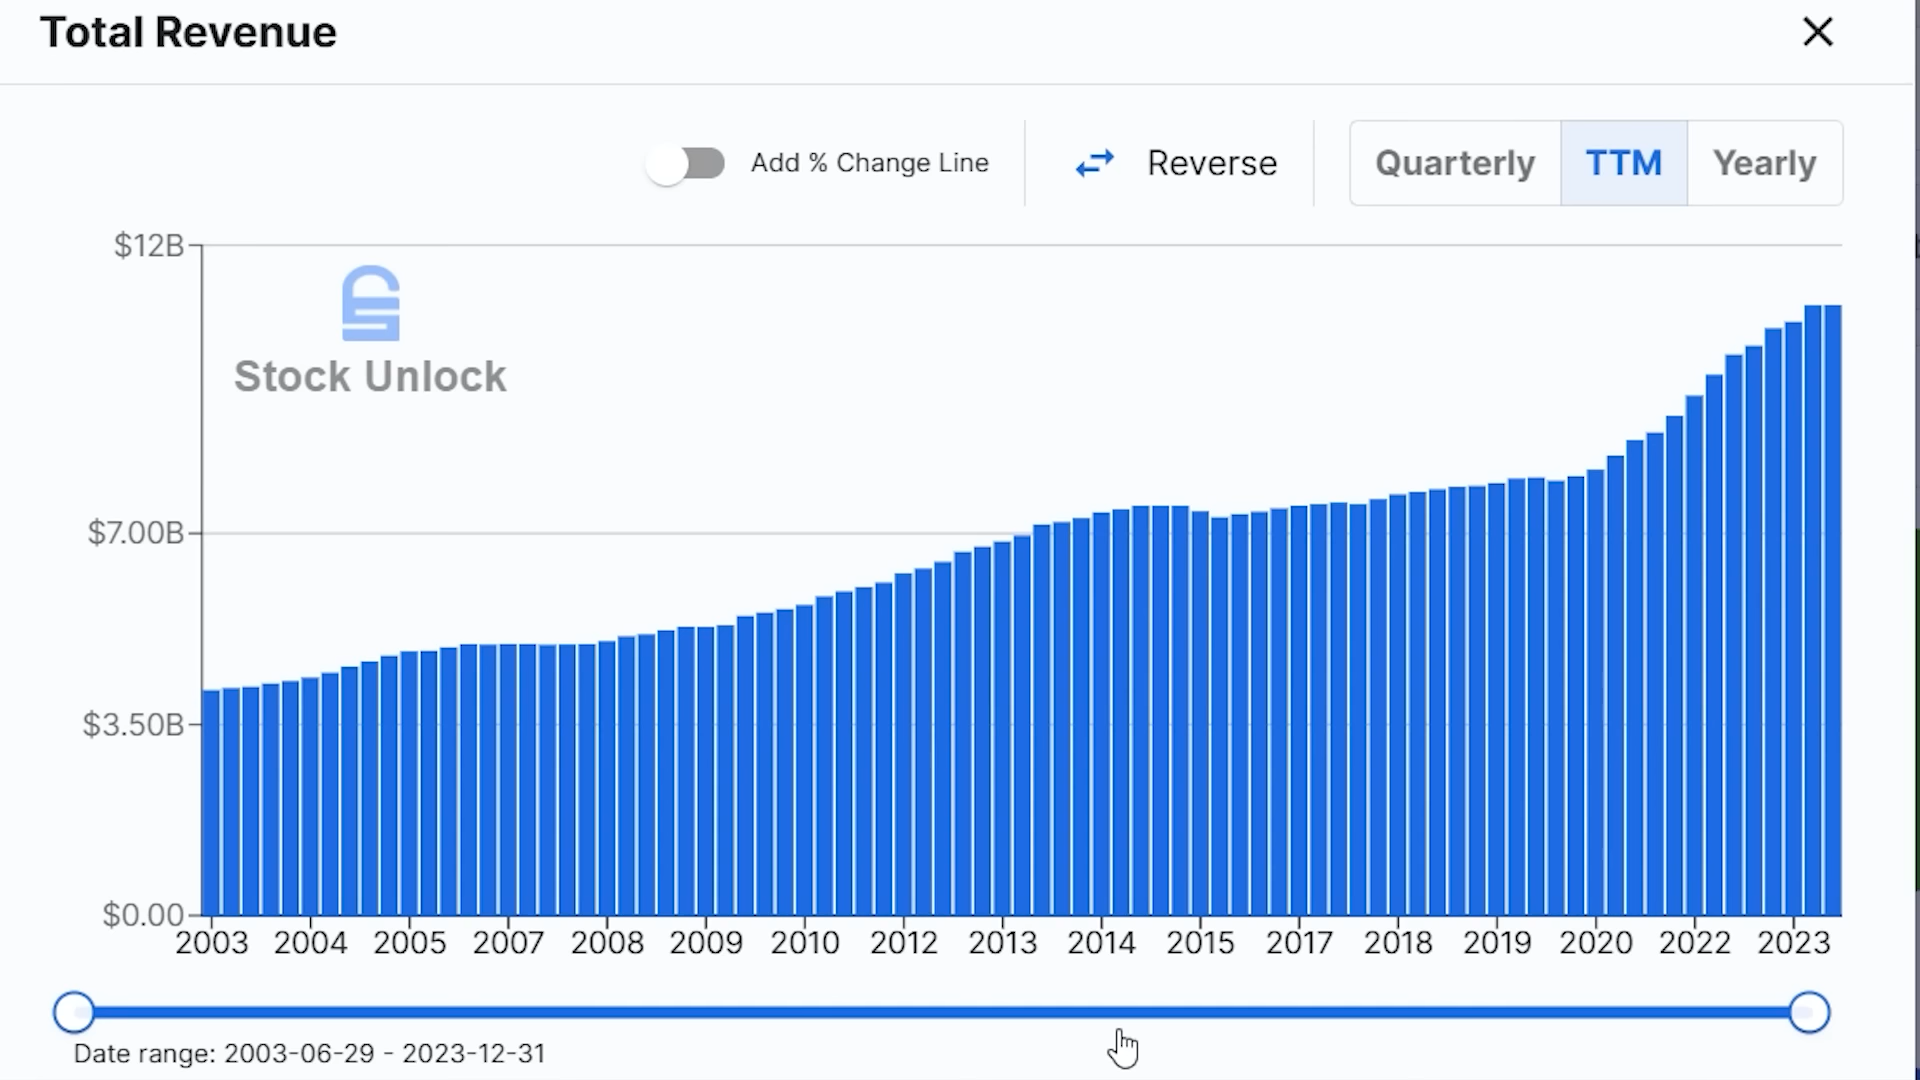 Total Revenue
Add % Change Line
Reverse
Quarterly
TTM
Yearly
$12B
$7.00B
$3.50B
$0.00
Stock Unlock
2003 2004 2005 2007 2008 2009 2010 2012 2013 2014 2015 2017 2018 2019 2020 2022 2023
Date range: 2003-06-29 - 2023-12-31